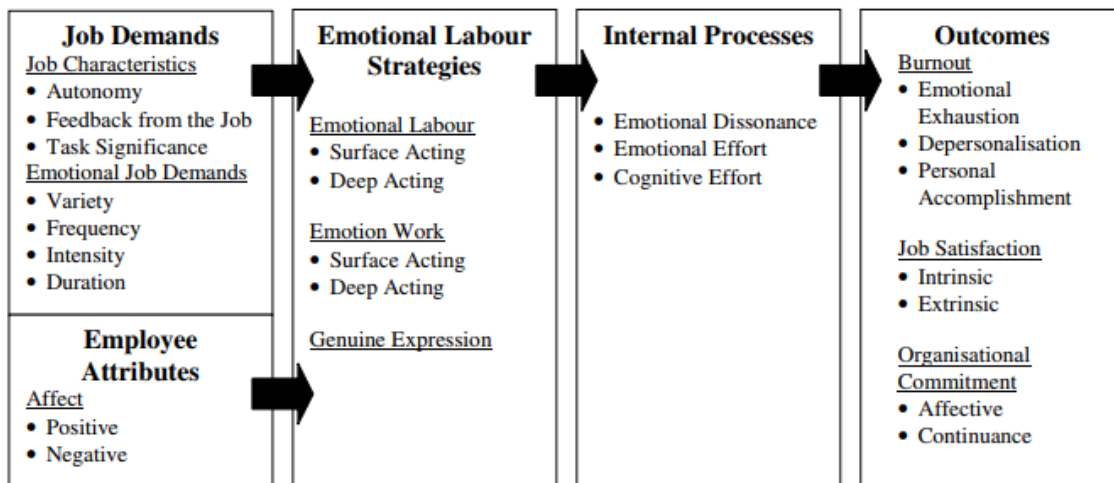 Job Demands
Job Characteristics
• Autonomy
• Feedback from the Job
• Task Significance
Emotional Job Demands
• Variety
• Frequency
• Intensity
• Duration
Employee
Attributes
Affect
• Positive
• Negative
Emotional Labour
Strategies
Emotional Labour
• Surface Acting
• Deep Acting
Emotion Work
• Surface Acting
• Deep Acting
Genuine Expression
Internal Processes
• Emotional Dissonance
• Emotional Effort
• Cognitive Effort
Outcomes
Burnout
• Emotional
Exhaustion
• Depersonalisation
• Personal
Accomplishment
Job Satisfaction
• Intrinsic
• Extrinsic
Organisational
Commitment
• Affective
• Continuance